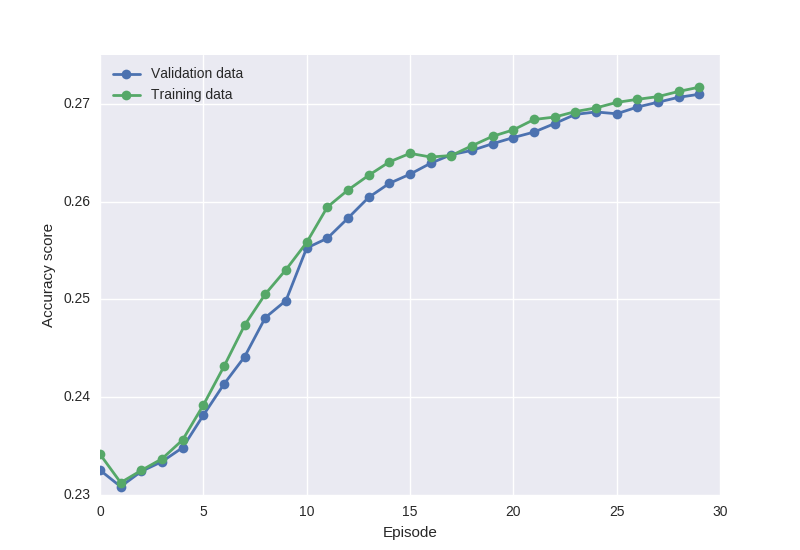 Validation data
Training data
0.27
0.26
0.25
0.24
0.23
Accuracy score
0 5 10 15 20 25 30
Episode